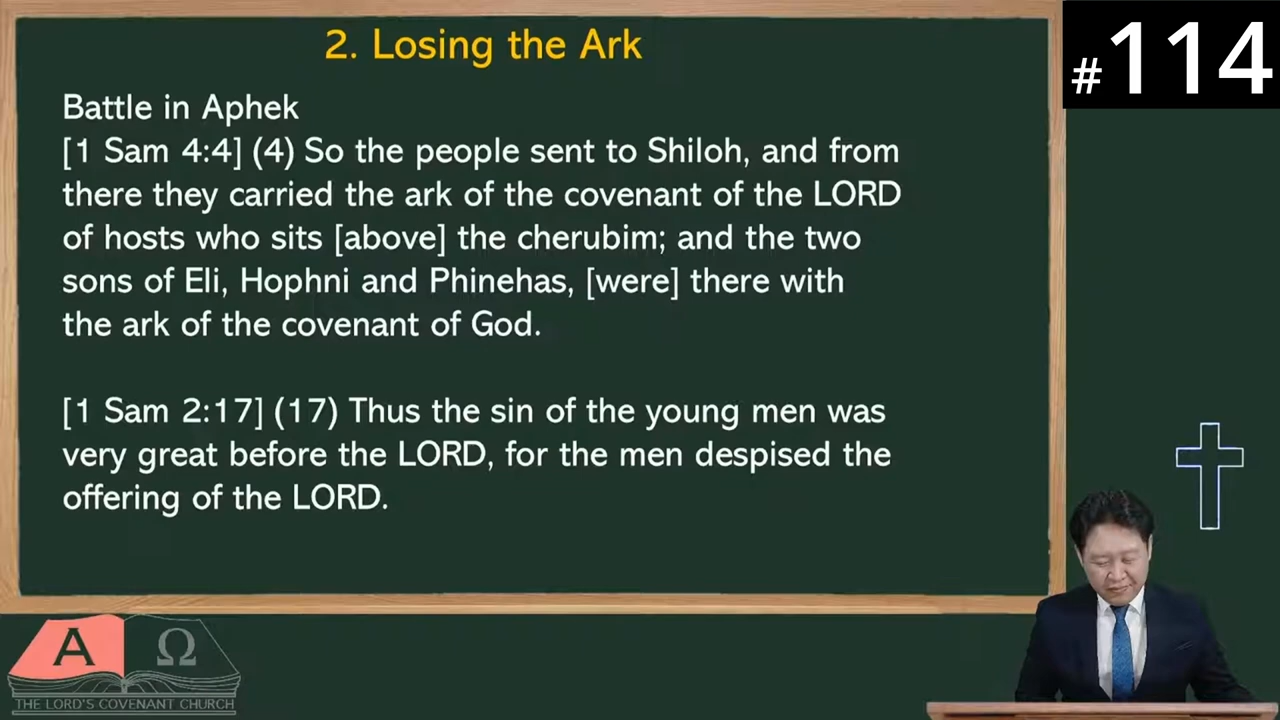 2. Losing the Ark
#114
Battle in Aphek
[1 Sam 4:4] (4) So the people sent to Shiloh, and from
there they carried the ark of the covenant of the LORD
of hosts who sits [above] the cherubim; and the two
sons of Eli, Hophni and Phinehas, [were] there with
the ark of the covenant of God.
[1 Sam 2:17] (17) Thus the sin of the young men was
very great before the LORD, for the men despised the
offering of the LORD.
A Ω
THE LORD'S COVENANT CHURCH